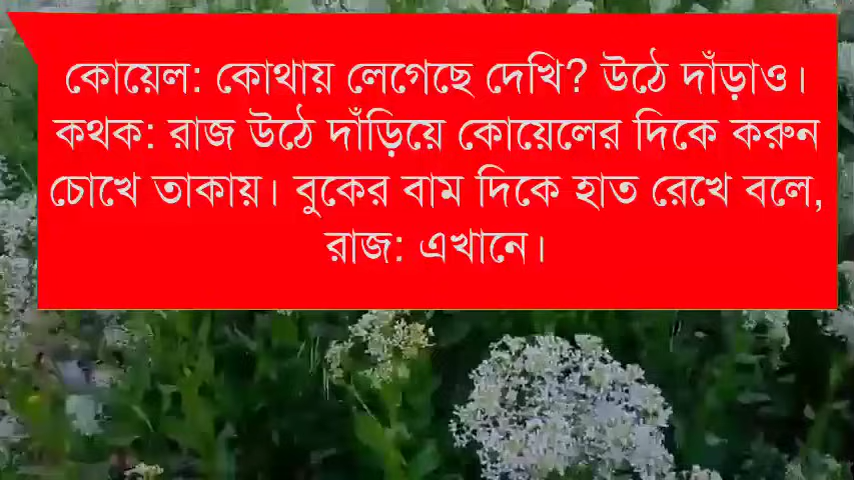 কোয়েল: কোথায় লেগেছে দেখি? উঠে দাঁড়াও।
কথক: রাজ উঠে দাঁড়িয়ে কোয়েলের দিকে করুন
চোখে তাকায়। বুকের বাম দিকে হাত রেখে বলে,
রাজ: এখানে।